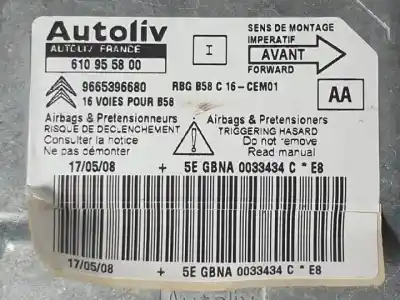 Autoliv
AUTOLIV FRANCE
610 95 58 00
I
SENS DE MONTAGE
IMPERATIF
AVANT
FORWARD
9665396680
RBG B58 C 16-CEM01
16 VOIES POUR B58
AA
Airbags & Pretensionneurs
RISQUE DE DECLENCHEMENT
Consulter la notice
Ne pas démonter
Airbags & Pretensioners
TRIGGERING HASARD
Do not remove
Read manual
17/05/08 + 5E GBNA 0033434 C * E8
17/05/08 + 5E GBNA 0033434 C * E8
Autoliv